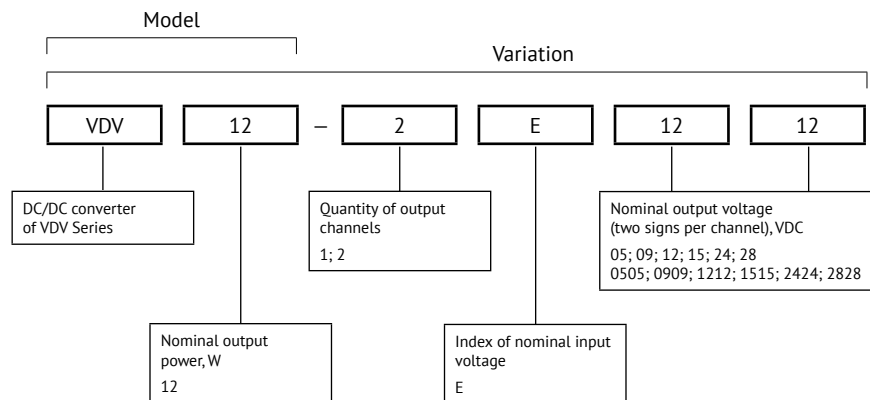 Model
Variation
VDV 12 – 2 E 12 12
DC/DC converter
of VDV Series
Quantity of output
channels
1; 2
Nominal output voltage
(two signs per channel), VDC
05; 09; 12; 15; 24; 28
0505; 0909; 1212; 1515; 2424; 2828
Nominal output
power, W
12
Index of nominal input
voltage
E